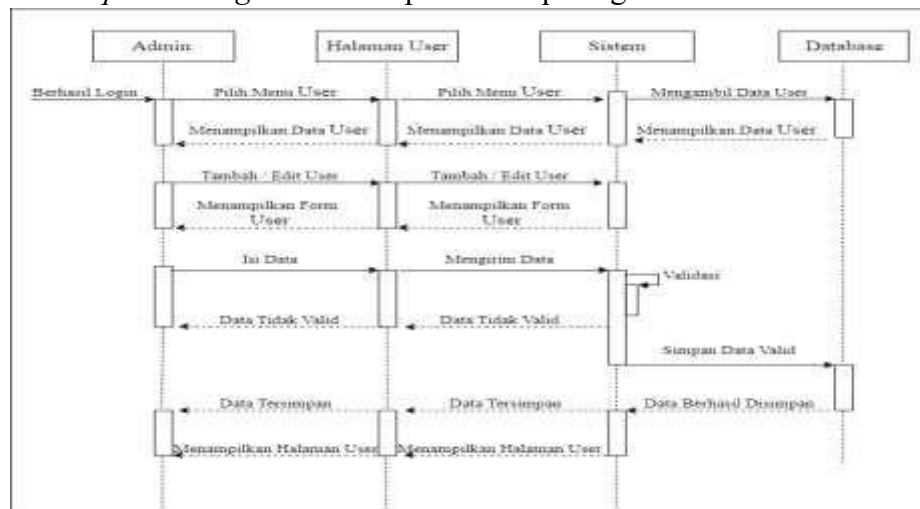 Admin
Halaman User
Sistem
Database
Berhasil Login
Pilih Menu User
Pilih Menu User
Mengambil Data User
Menampilkan Data User
Menampilkan Data User
Menampilkan Data User
Tambah / Edit User
Tambah / Edit User
Menampilkan Form
User
Menampilkan Form
User
Isi Data
Mengirim Data
Validasi
Data Tidak Valid
Data Tidak Valid
Simpan Data Valid
Data Tersimpan
Data Tersimpan
Data Berhasil Disimpan
Menampilkan Halaman User
Menampilkan Halaman User